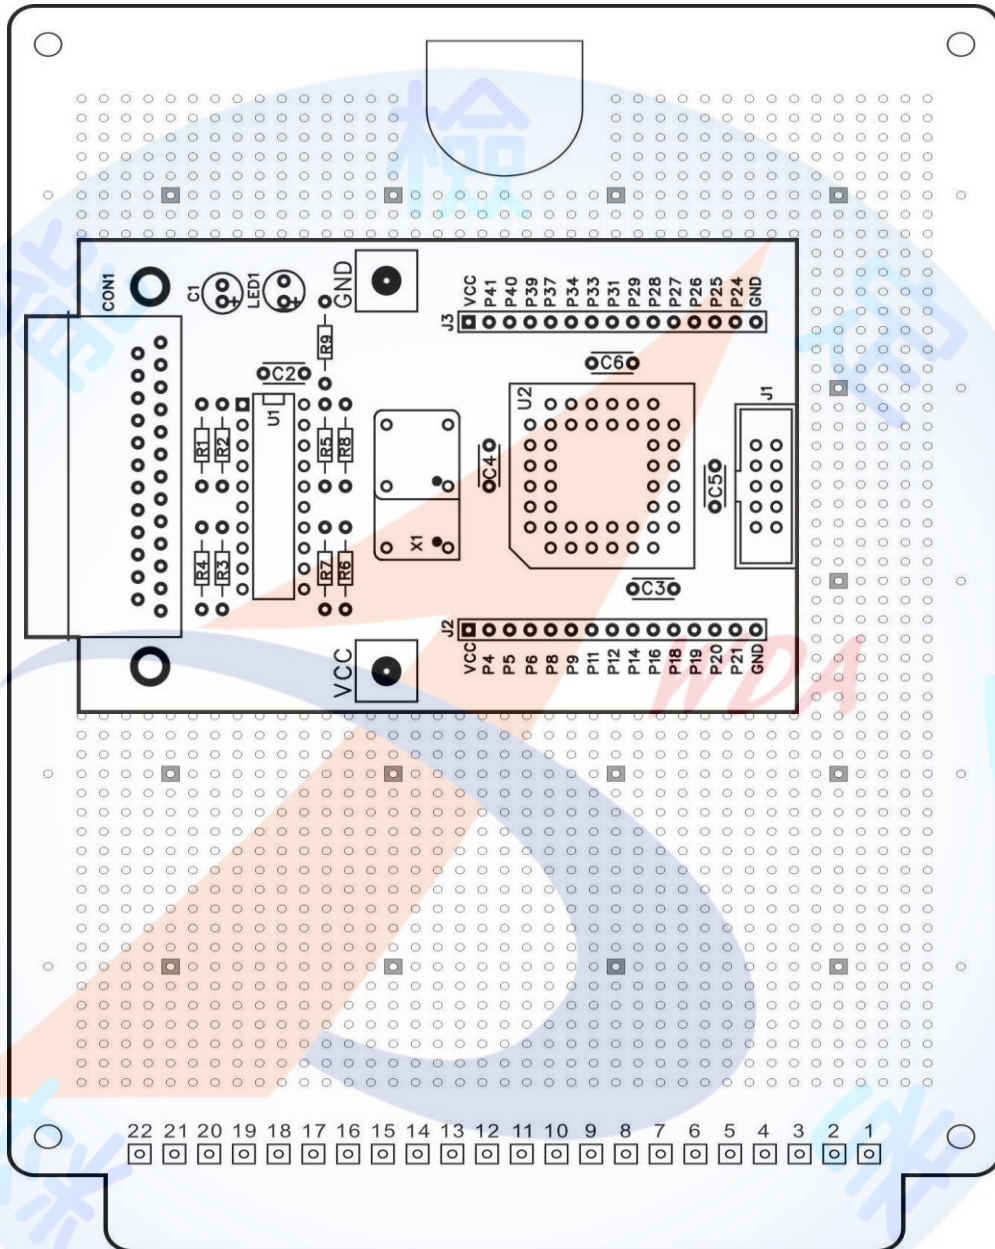 檢
能
定
CON1
C1
LED1
GND
R9
C2
U1
R1
R2
R5
R8
R4
R3
R7
R6
X1
C4
J3
VCC
P41
P40
P39
P37
P34
P33
P31
P29
P28
P27
P26
P25
P24
GND
C6
U2
C5
J1
C3
VCC
J2
VCC
P4
P5
P6
P8
P9
P11
P12
P14
P16
P18
P19
P20
P21
GND
WDA
22 21 20 19 18 17 16 15 14 13 12 11 10 9 8 7 6 5 4 3 2 1